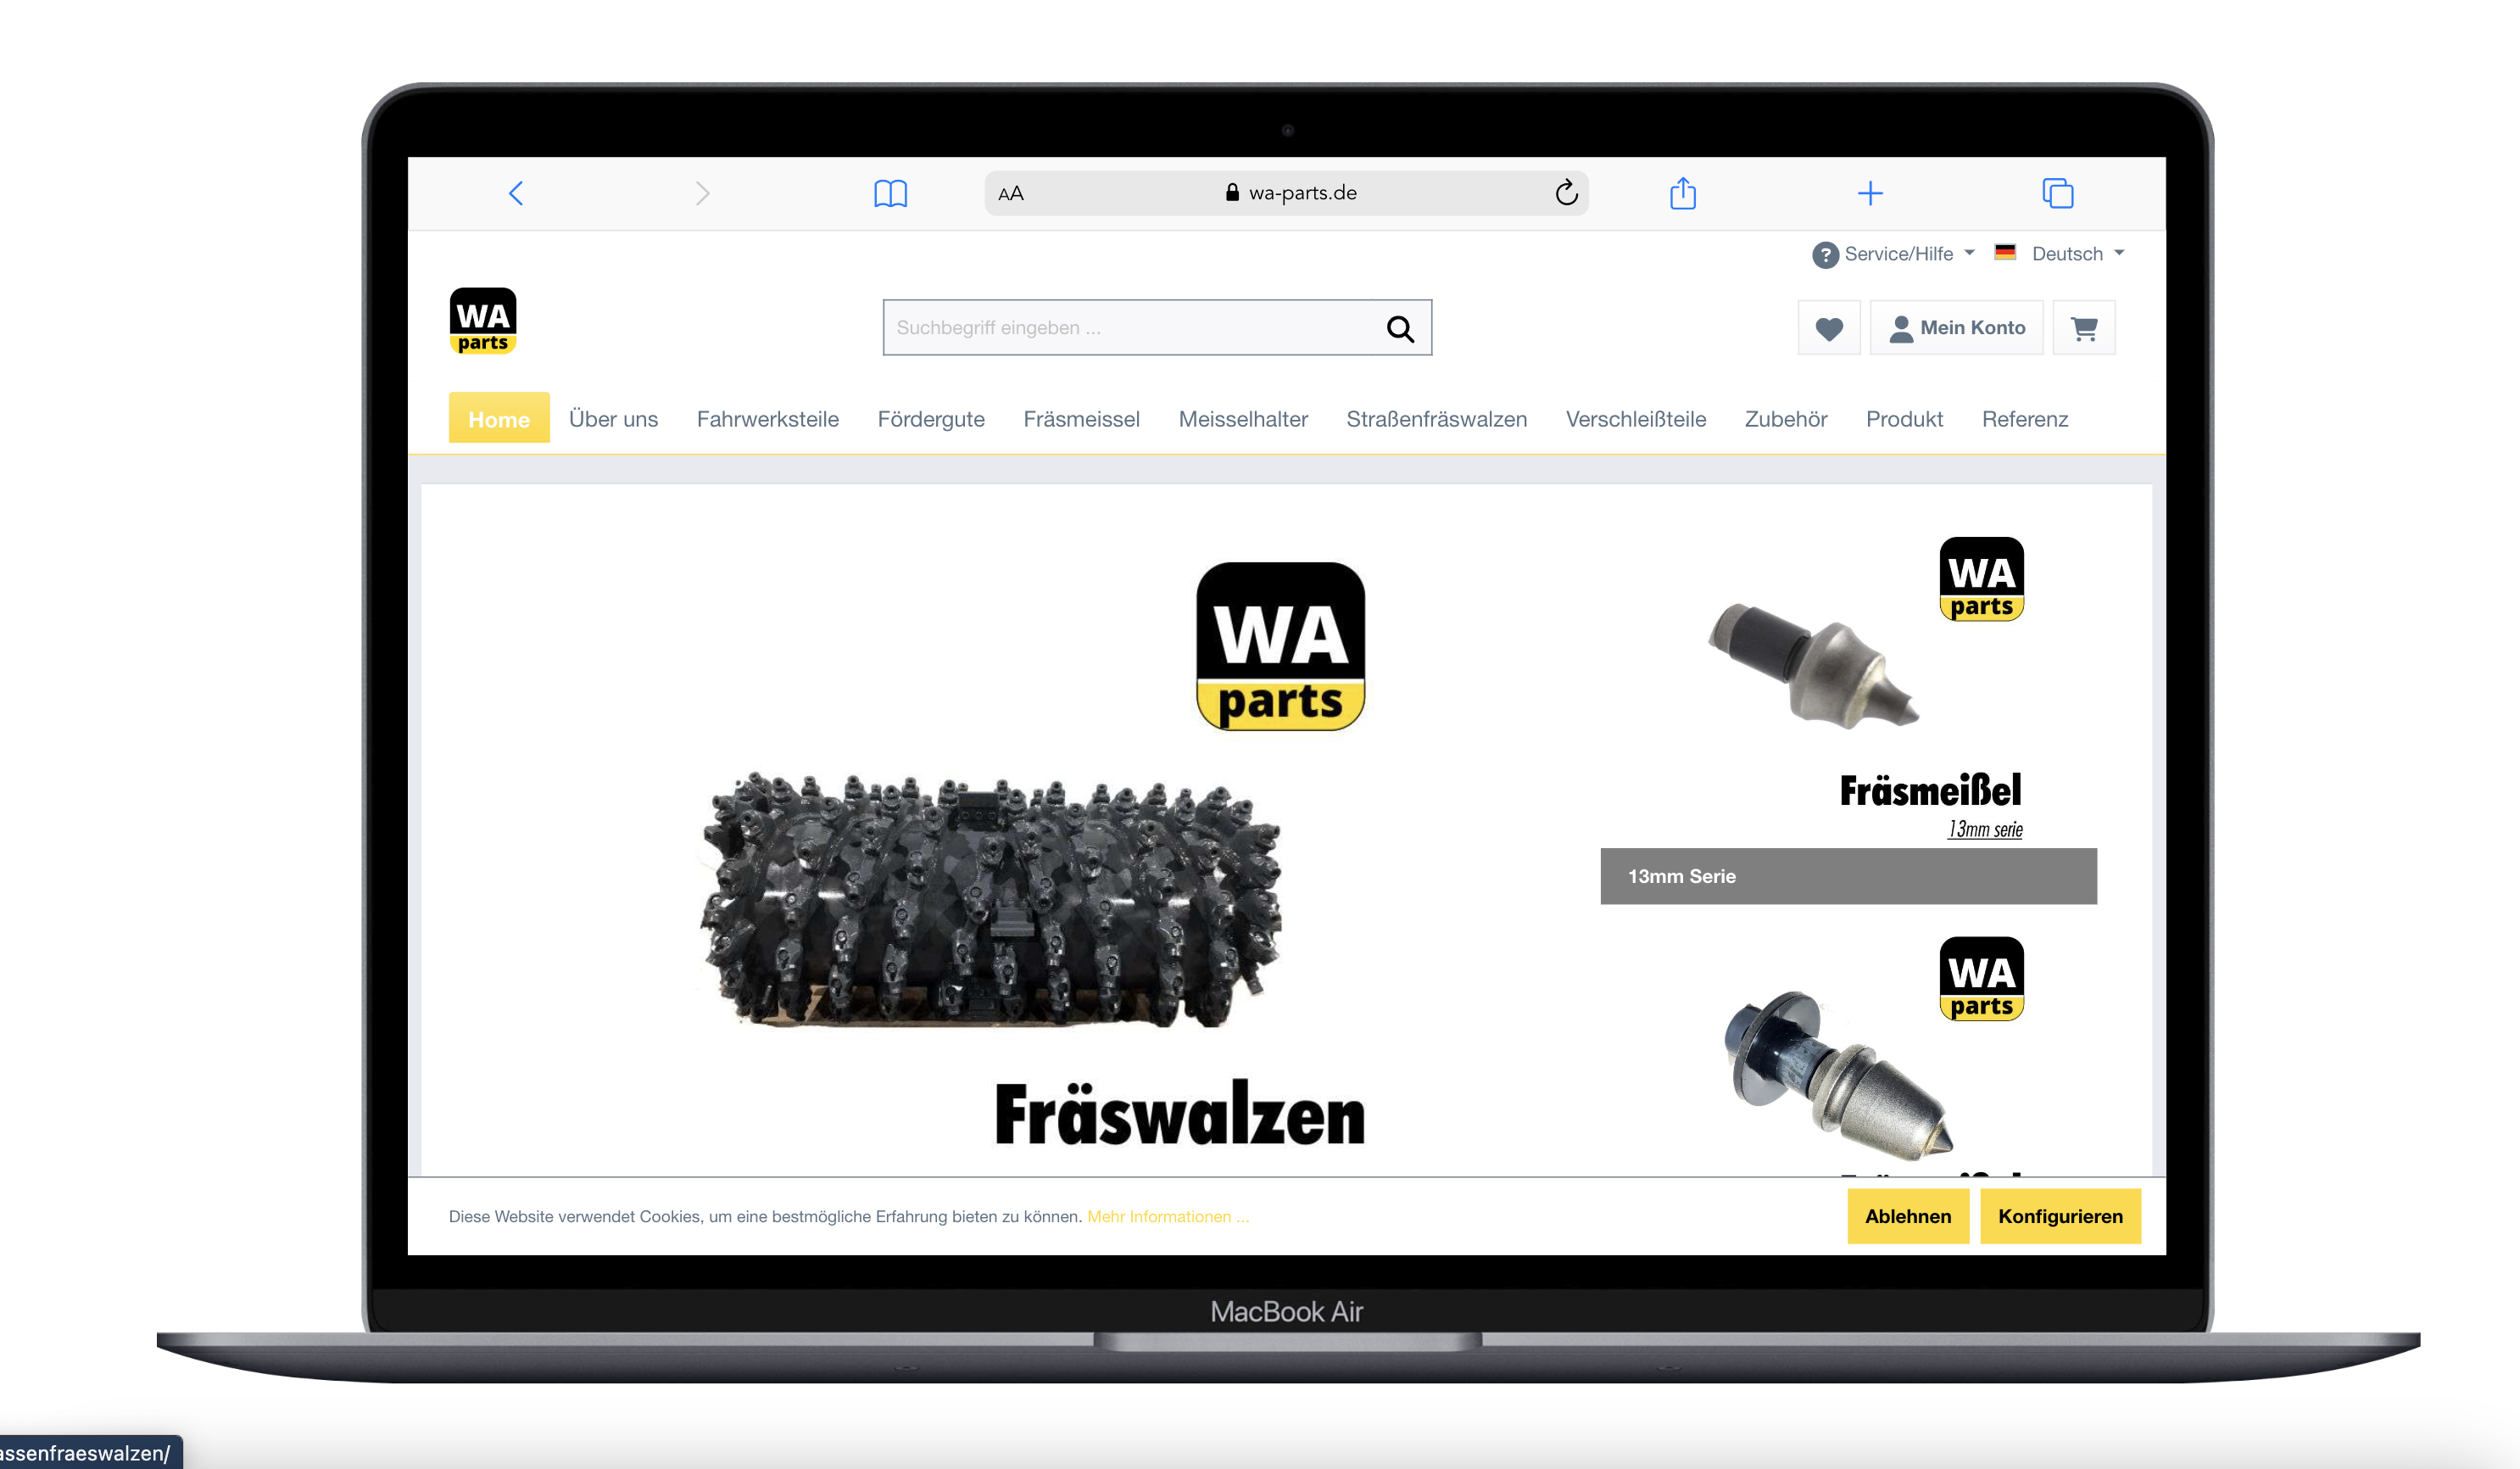 AA
wa-parts.de
Service/Hilfe
Deutsch
WA
parts
Suchbegriff eingeben ...
Mein Konto
Home
Über uns
Fahrwerksteile
Fördergute
Fräsmeissel
Meisselhalter
Straßenfräswalzen
Verschleißteile
Zubehör
Produkt
Referenz
WA
parts
Fräswalzen
WA
parts
Fräsmeißel
13mm serie
13mm Serie
WA
parts
Diese Website verwendet Cookies, um eine bestmögliche Erfahrung bieten zu können. Mehr Informationen ...
Ablehnen
Konfigurieren
MacBook Air
assenfraeswalzen/